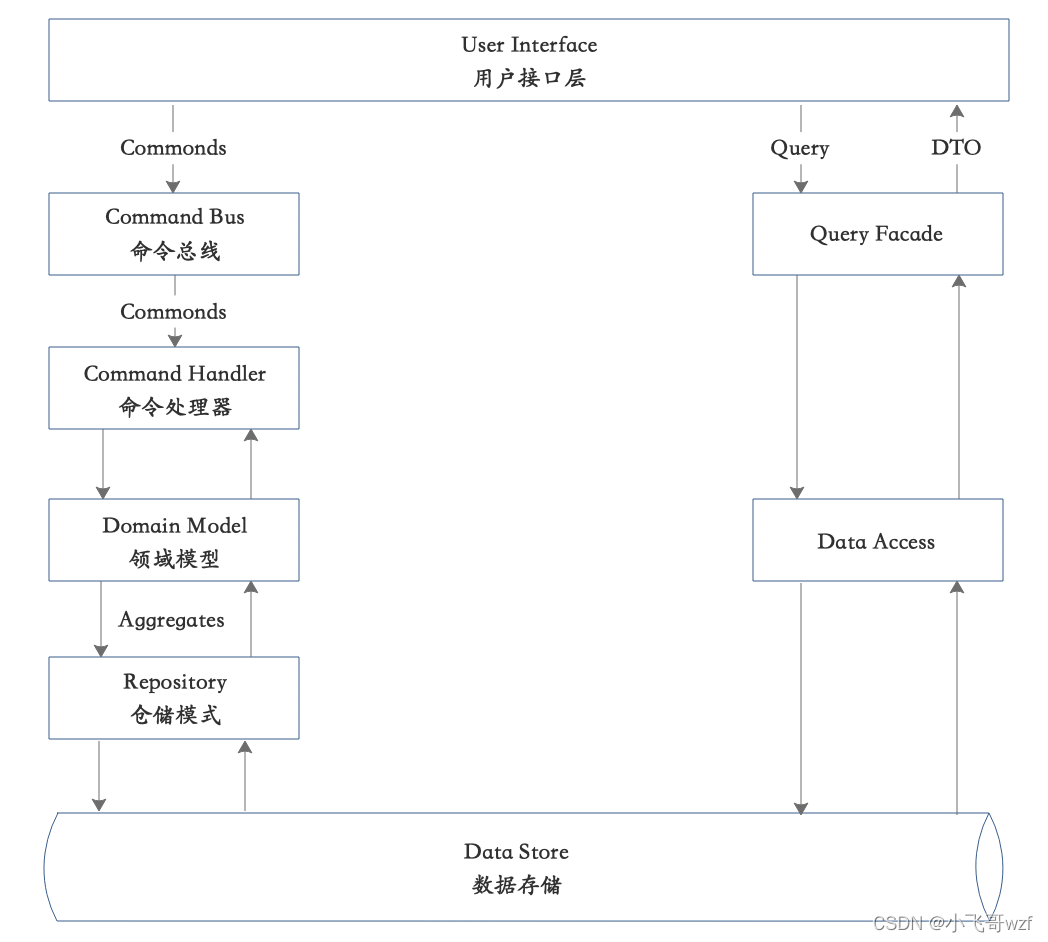 User Interface
用户接口层
Commonds
Query
DTO
Command Bus
命令总线
Query Facade
Commonds
Command Handler
命令处理器
Domain Model
领域模型
Data Access
Aggregates
Repository
仓储模式
Data Store
数据存储
CSDN @小飞哥wzf